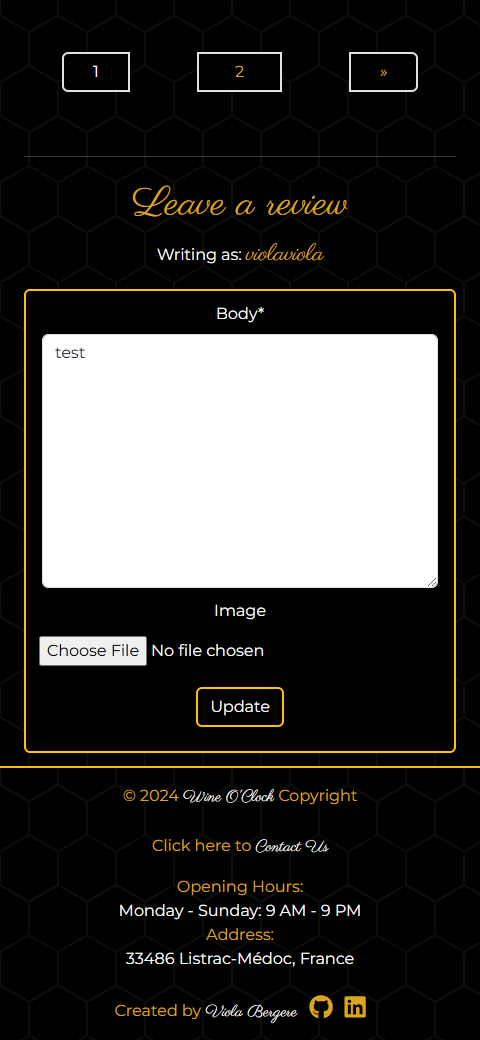 1 2 »
Leave a review
Writing as: violaviola
Body*
test
Image
Choose File No file chosen
Update
© 2024 Wine O'Clock Copyright
Click here to Contact Us
Opening Hours:
Monday - Sunday: 9 AM - 9 PM
Address:
33486 Listrac-Médoc, France
Created by Viola Bergere